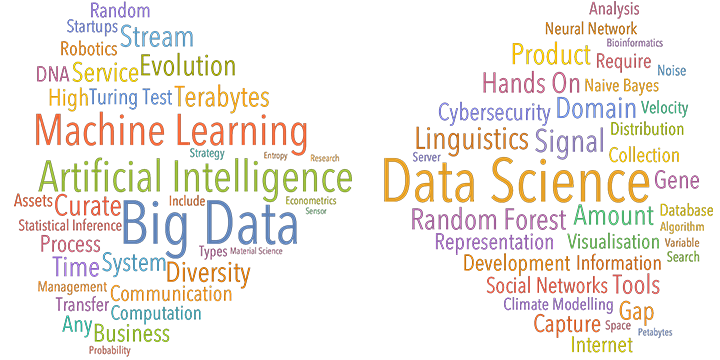 Random
Startups
Stream
Robotics
Evolution
DNA
Service
High
Turing Test
Terabytes
Machine Learning
Strategy
Entropy
Research
Artificial Intelligence
Assets
Curate
Include
Econometrics
Sensor
Statistical Inference
Big Data
Process
Types
Material Science
Time
System
Diversity
Management
Communication
Transfer
Computation
Any
Business
Probability
Analysis
Neural Network
Bioinformatics
Product
Require
Noise
Hands On
Naive Bayes
Cybersecurity
Domain
Velocity
Linguistics
Signal
Distribution
Server
Collection
Data Science
Gene
Random Forest
Amount
Database
Algorithm
Representation
Visualisation
Variable
Search
Development
Information
Social Networks
Tools
Climate Modelling
Gap
Capture
Space
Petabytes
Internet